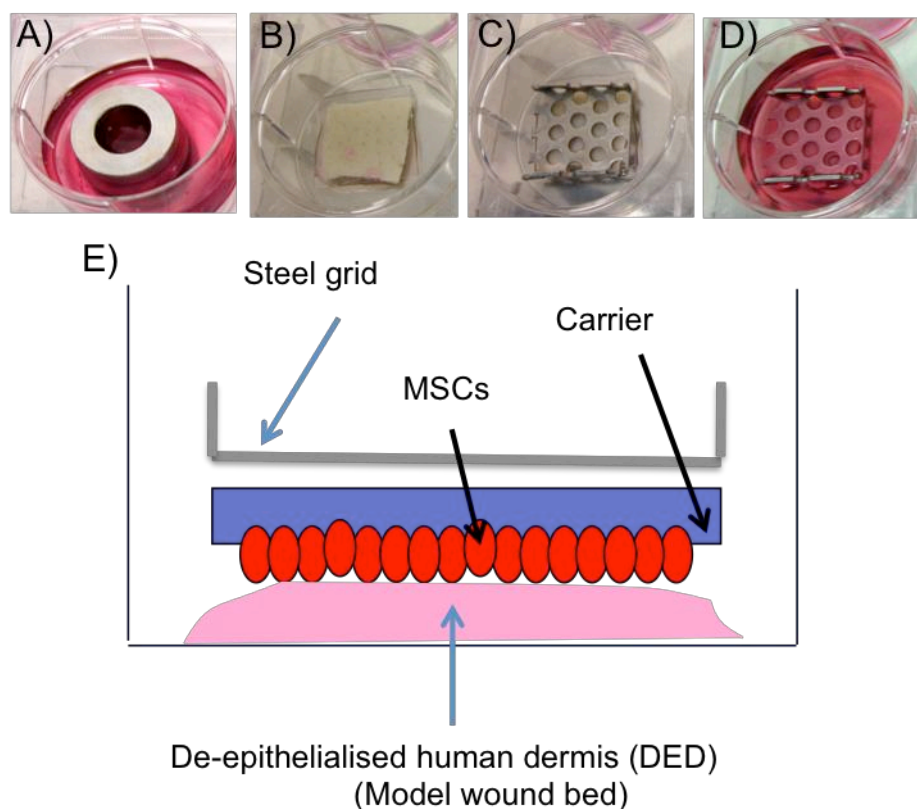 A)
B)
C)
D)
E)
Steel grid
Carrier
MSCs
De-epithelialised human dermis (DED)
(Model wound bed)